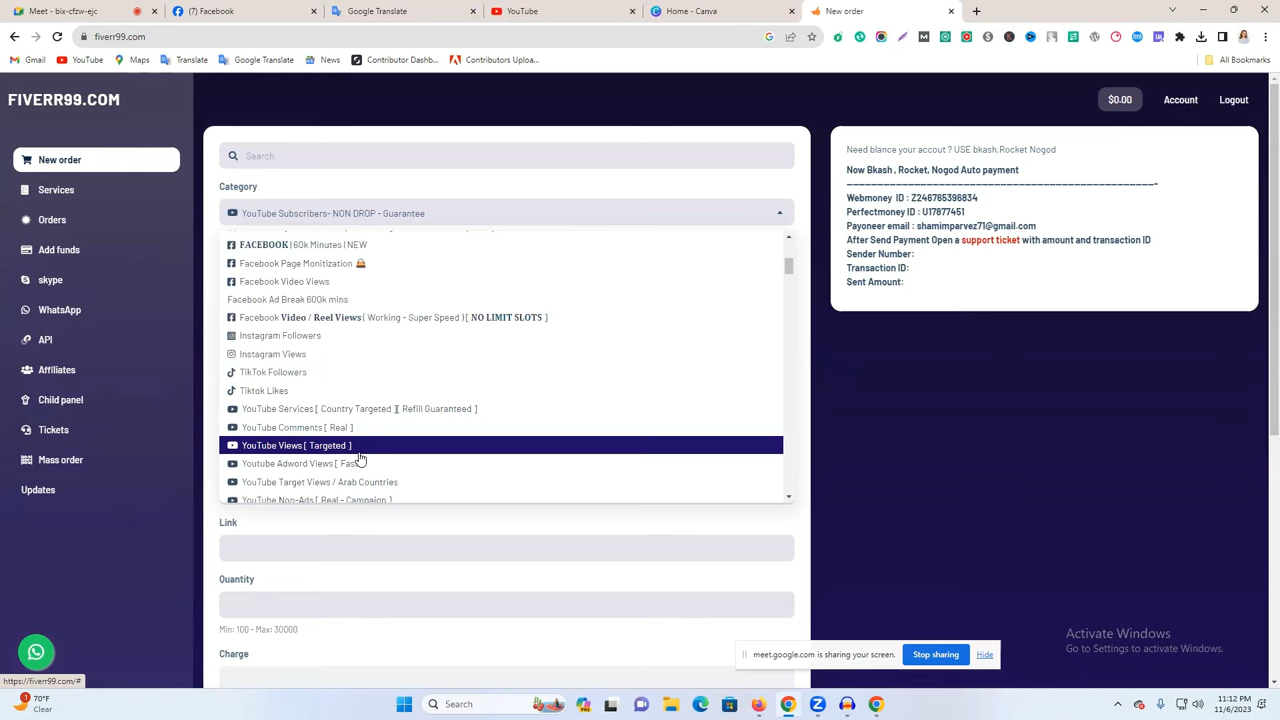 Meet - bix-cfzw-ejc
(2) Facebook
Google Translate
YouTube
Home - Canva
New order
fiverr99.com
Gmail
YouTube
Maps
Translate
Google Translate
News
Contributor Dashb...
Contributors Uploa...
All Bookmarks
FIVERR99.COM
$0.00
Account
Logout
New order
Services
Orders
Add funds
skype
WhatsApp
API
Affiliates
Child panel
Tickets
Mass order
Updates
Search
Category
YouTube Subscribers- NON DROP - Guarantee
FACEBOOK | 60k Minutes | NEW
Facebook Page Monitization
Facebook Video Views
Facebook Ad Break 600k mins
Facebook Video / Reel Views ( Working - Super Speed ) [ NO LIMIT SLOTS ]
Instagram Followers
Instagram Views
TikTok Followers
Tiktok Likes
YouTube Services [ Country Targeted Refill Guaranteed ]
YouTube Comments [ Real ]
YouTube Views [ Targeted ]
Youtube Adword Views [ Fas
YouTube Target Views / Arab Countries
YouTube Non-Ads [ Real - Campaign ]
Link
Quantity
Min: 100 - Max: 30000
Charge
Need blance your accout ? USE bkash,Rocket Nogod
Now Bkash , Rocket, Nogod Auto payment
Webmoney ID : Z246765396834
Perfectmoney ID : U17877451
Payoneer email : shamimparvez71@gmail.com
After Send Payment Open a support ticket with amount and transaction ID
Sender Number:
Transaction ID:
Sent Amount:
Activate Windows
Go to Settings to activate Windows.
meet.google.com is sharing your screen.
Stop sharing
Hide
https://fiverr99.com/#
1
70°F
Clear
Search
11:12 PM
11/6/2023